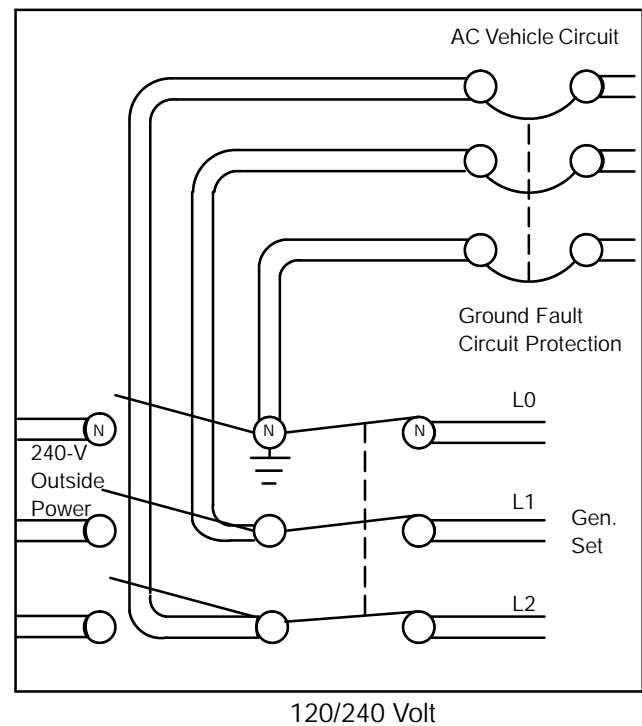 AC Vehicle Circuit
Ground Fault
Circuit Protection
L0
N
N
N
240-V
Outside
Power
L1
Gen.
Set
L2
120/240 Volt